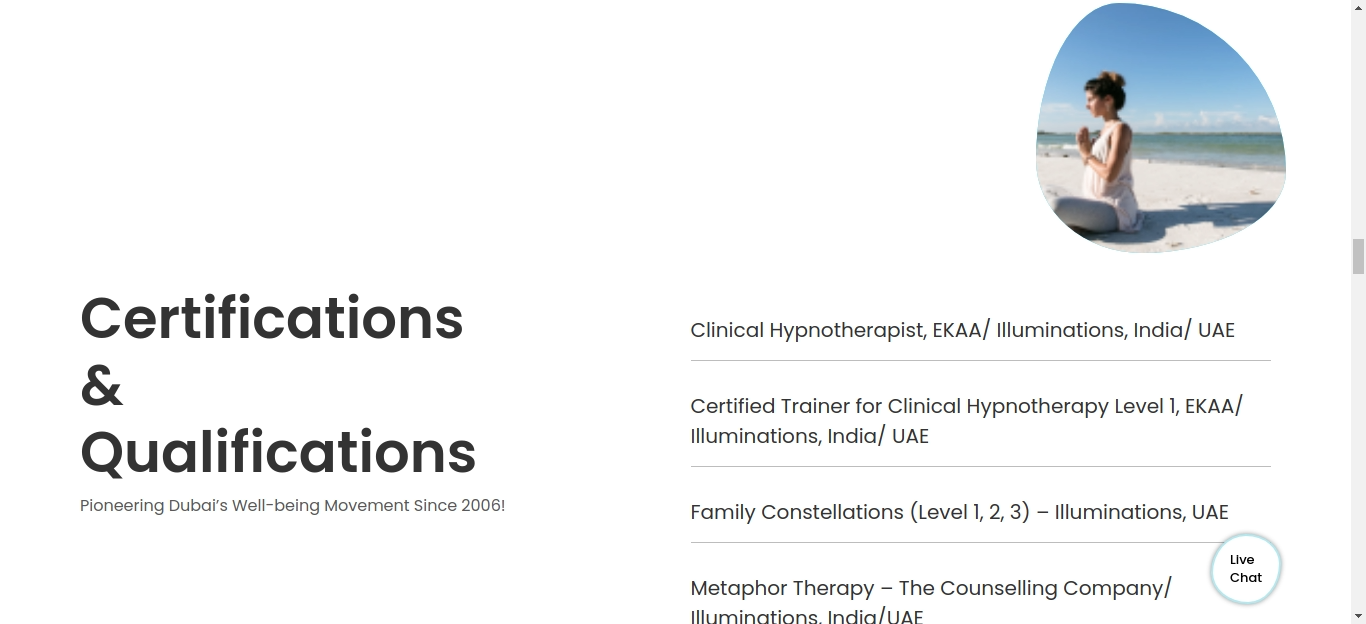 Certifications
&
Qualifications
Pioneering Dubai’s Well-being Movement Since 2006!
Clinical Hypnotherapist, EKAA/ Illuminations, India/ UAE
Certified Trainer for Clinical Hypnotherapy Level 1, EKAA/
Illuminations, India/ UAE
Family Constellations (Level 1, 2, 3) – Illuminations, UAE
Metaphor Therapy – The Counselling Company/
Illuminations, India/UAE
Live
Chat